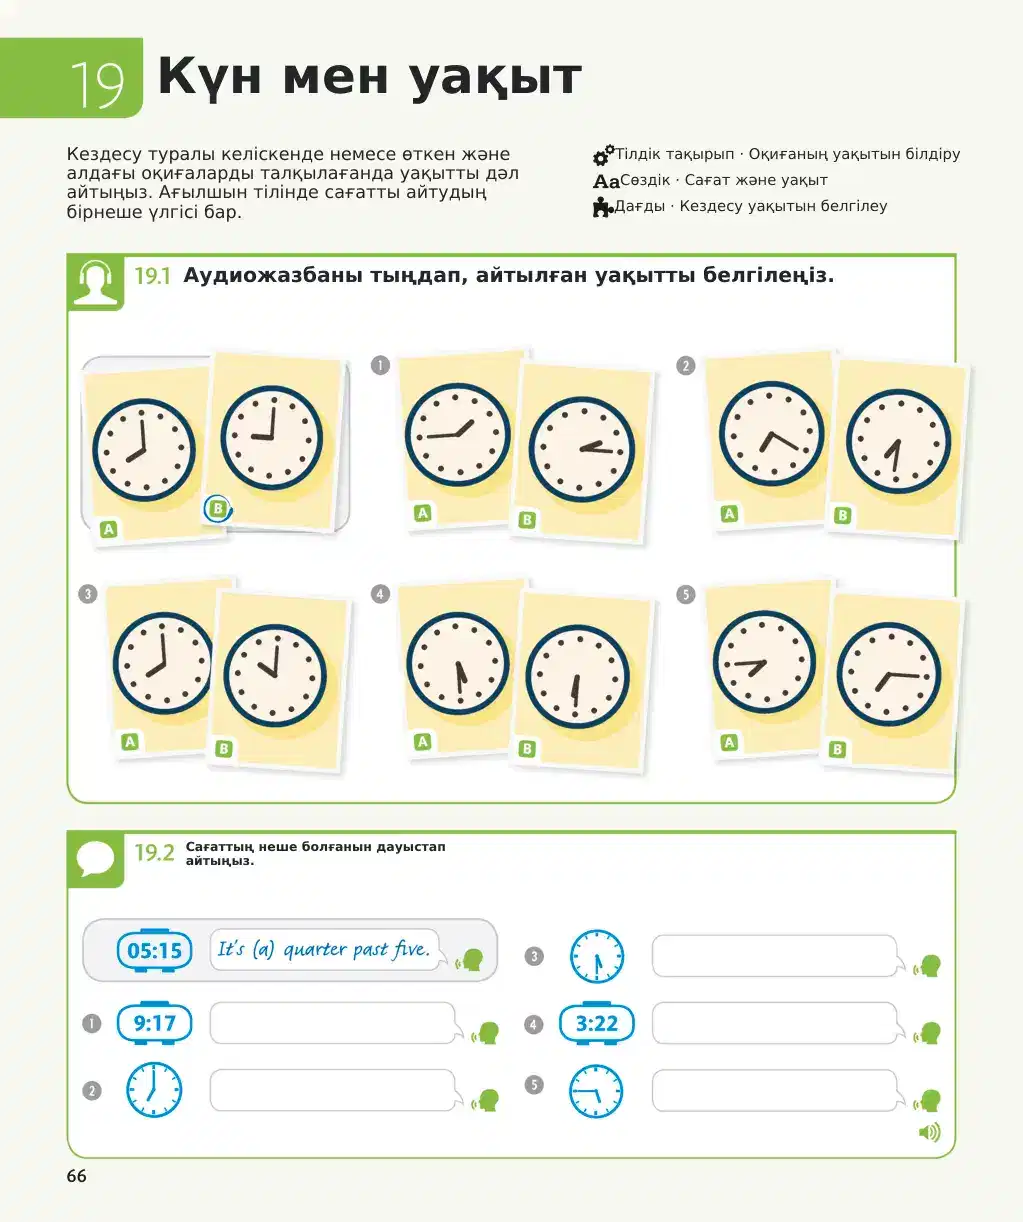 19 Күн мен уақыт
Кездесу туралы келіскенде немесе өткен және
алдағы оқиғаларды талқылағанда уақытты дәл
айтыңыз. Ағылшын тілінде сағатты айтудың
бірнеше үлгісі бар.
Тілдік тақырып · Оқиғаның уақытын білдіру
Aa Сөздік · Сағат және уақыт
Дағды · Кездесу уақытын белгілеу
19.1 Аудиожазбаны тыңдап, айтылған уақытты белгілеңіз.
A B
1 A B
2 A B
3 A B
4 A B
5 A B
19.2 Сағаттың неше болғанын дауыстап
айтыңыз.
05:15 It's (a) quarter past five.
1 9:17
2
3
4 3:22
5
66